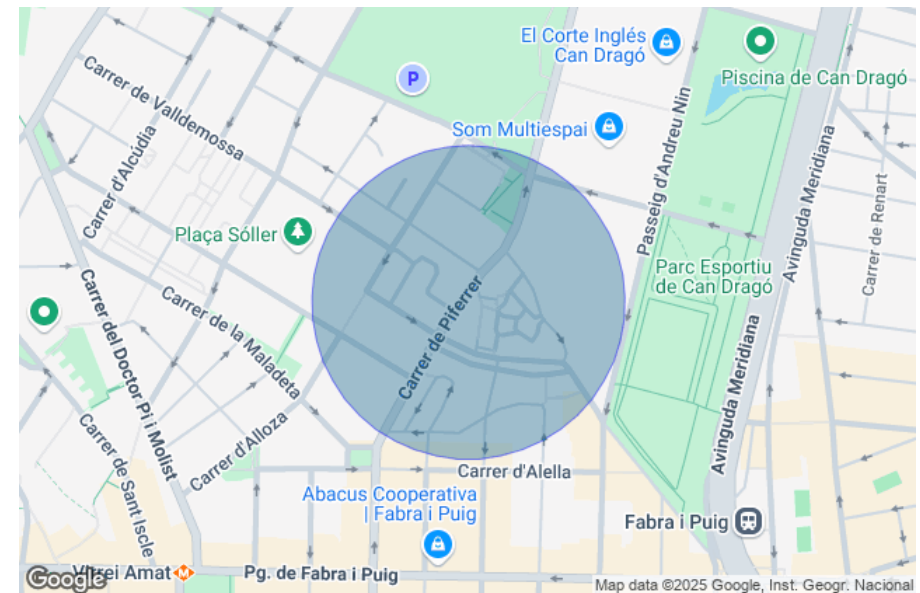 El Corte Inglés
Can Dragó
Piscina de Can Dragó
P
Carrer de Valldemossa
Som Multiespai
Carrer d'Alcúdia
Passeig d'Andreu Nin
Avinguda Meridiana
Carrer de Renart
Plaça Sóller
Parc Esportiu
de Can Dragó
Carrer de la Maladeta
Carrer de Piferrer
Carrer del Doctor Pi i Molist
Avinguda Meridiana
Carrer d'Alloza
Carrer de Sant Iscle
Carrer d'Alella
Abacus Cooperativa
| Fabra i Puig
Fabra i Puig
Virrei Amat
Pg. de Fabra i Puig
Google
Map data ©2025 Google, Inst. Geogr. Nacional